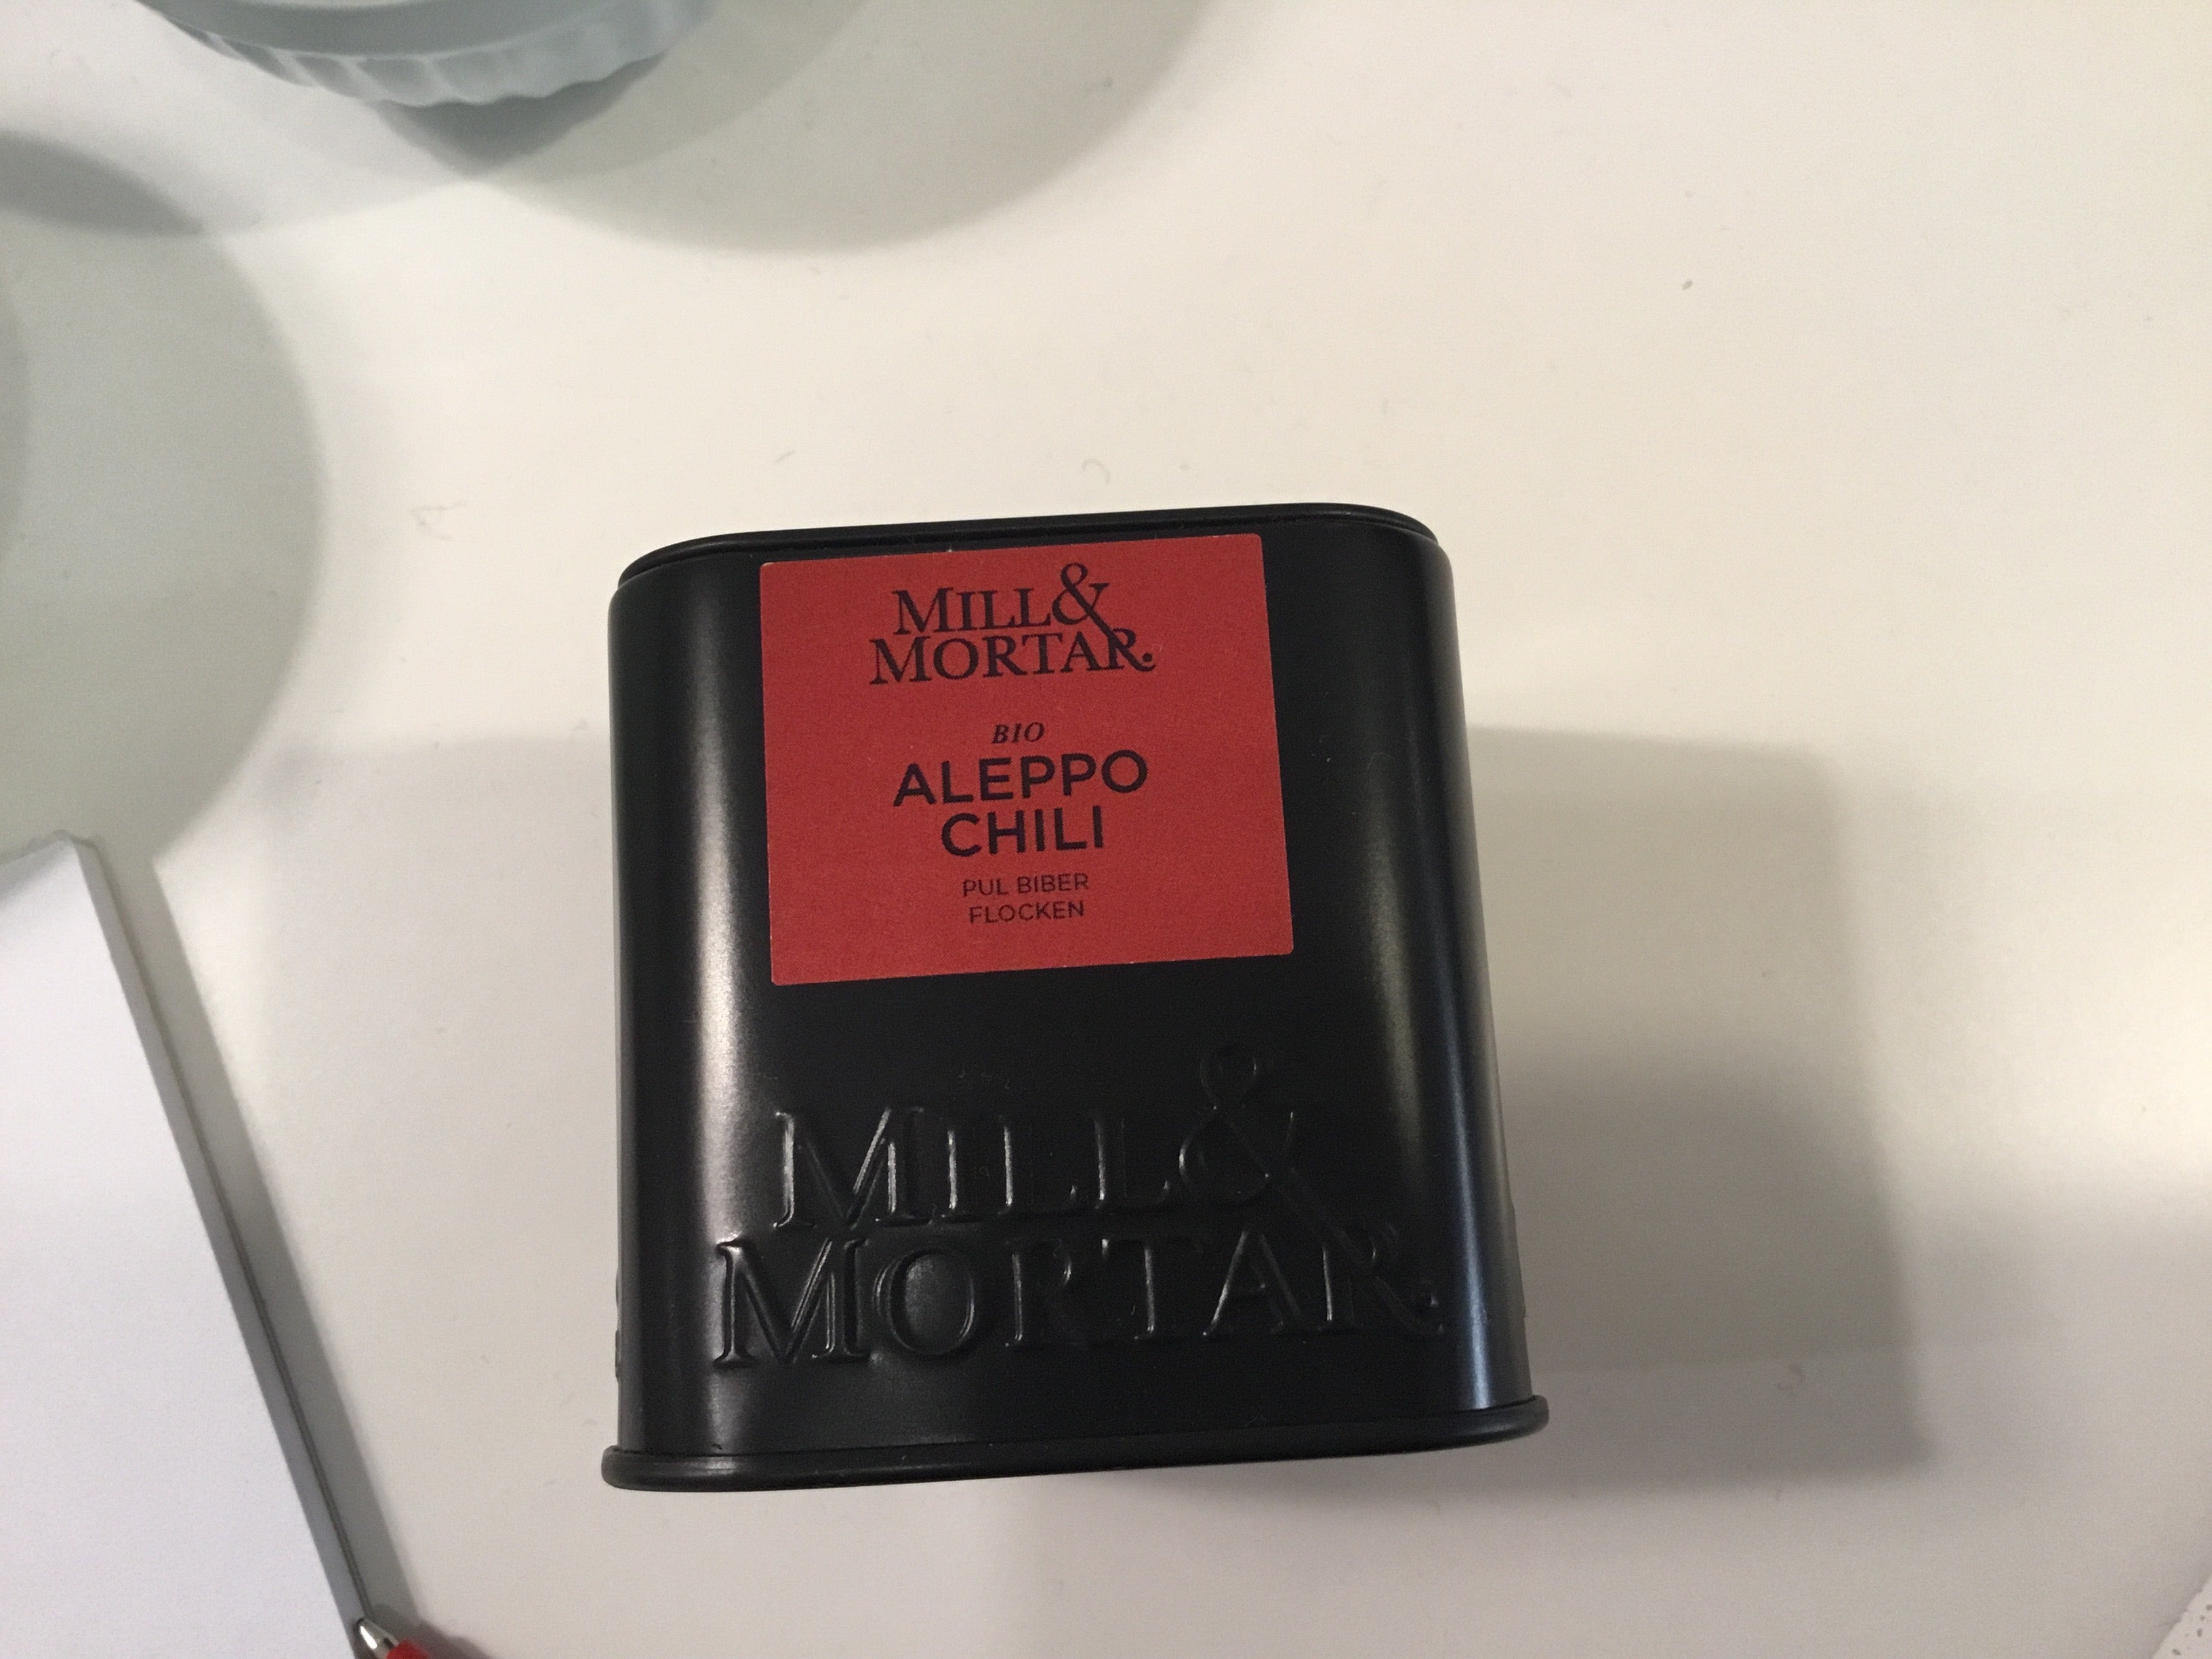 MILL&
MORTAR.
BIO
ALEPPO
CHILI
PUL BIBER
FLOCKEN
MILL&
MORTAR.